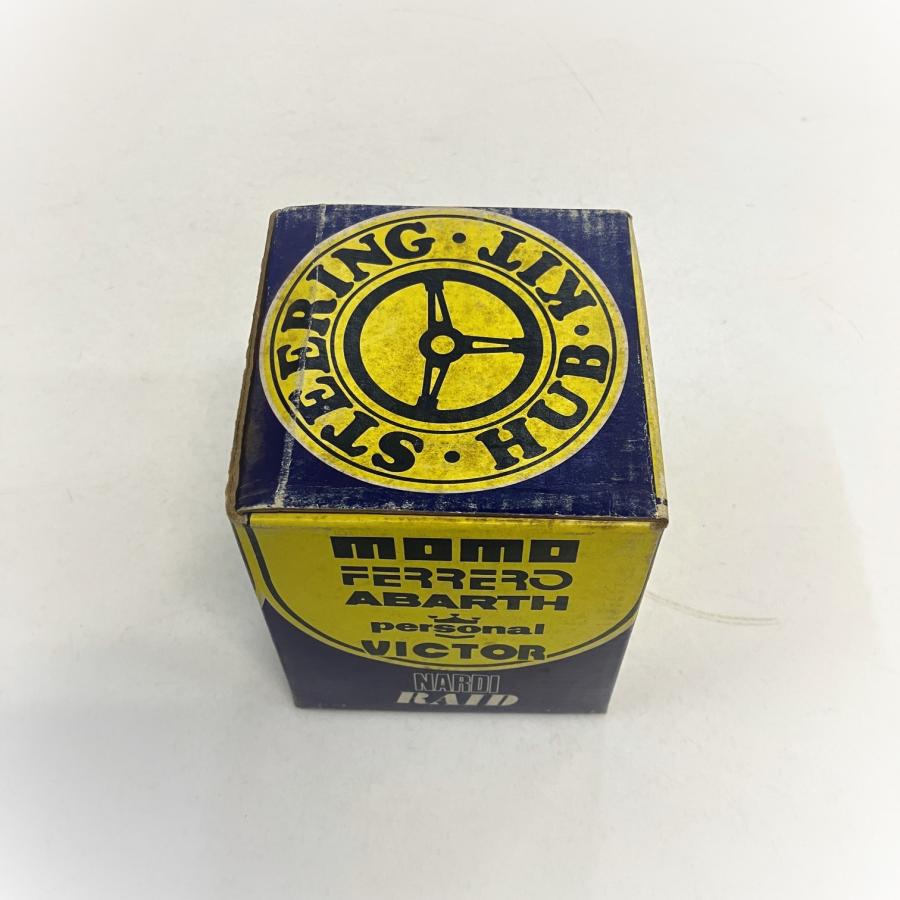 STEERING · HUB · KIT ·
momo
FERRERO
ABARTH
personal
VICTOR
NARDI
RAID